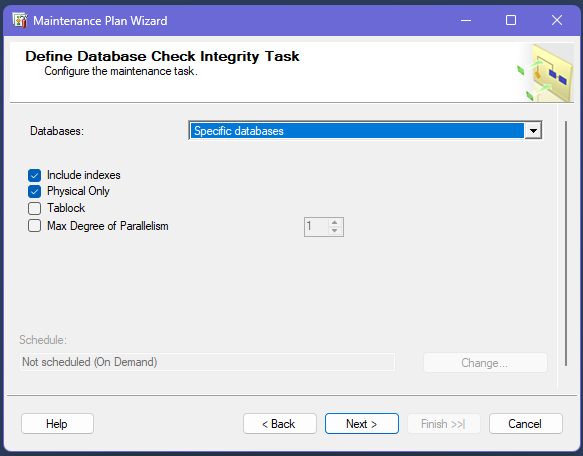 Maintenance Plan Wizard
Define Database Check Integrity Task
Configure the maintenance task.
Databases:
Specific databases
Include indexes
Physical Only
Tablock
Max Degree of Parallelism
1
Schedule:
Not scheduled (On Demand)
Change...
Help
< Back
Next >
Finish >>|
Cancel